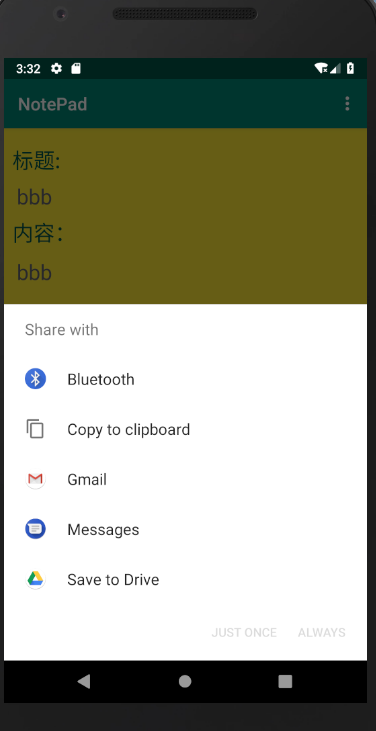 3:32
NotePad
标题:
bbb
内容：
bbb
Share with
Bluetooth
Copy to clipboard
Gmail
Messages
Save to Drive
JUST ONCE ALWAYS